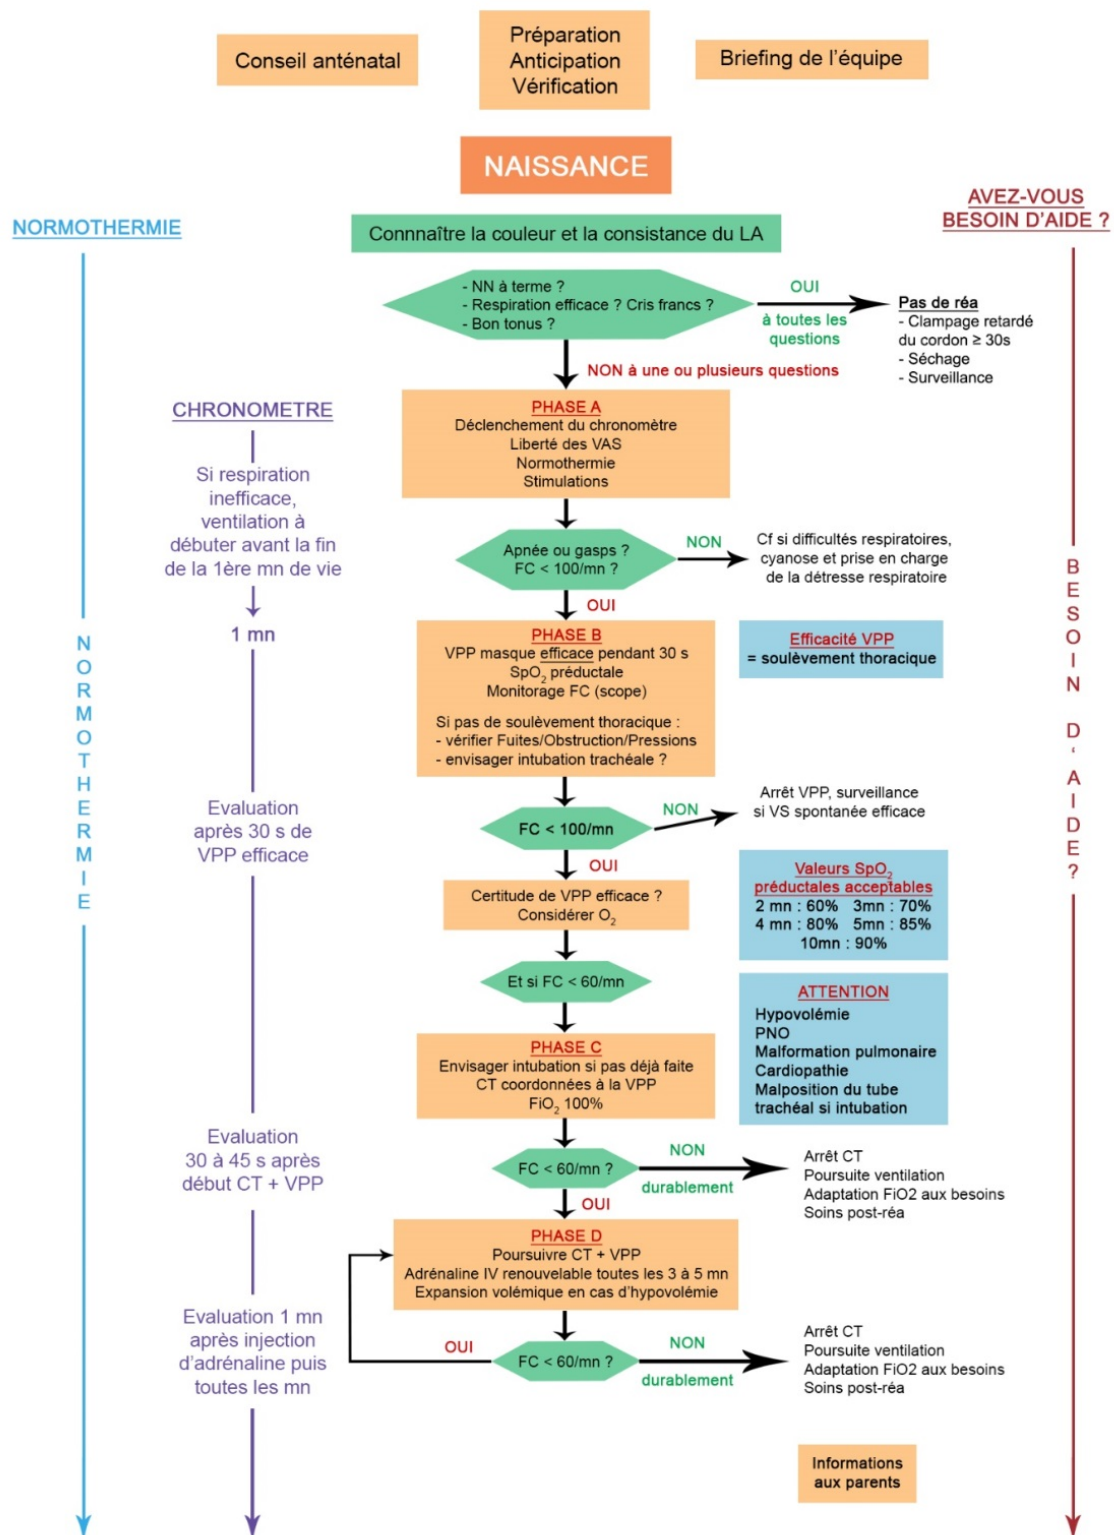 Conseil anténatal
Préparation
Anticipation
Vérification
Briefing de l'équipe
NAISSANCE
NORMOTHERMIE
AVEZ-VOUS
BESOIN D'AIDE ?
Connnaître la couleur et la consistance du LA
- NN à terme ?
- Respiration efficace ? Cris francs ?
- Bon tonus ?
OUI
à toutes les
questions
Pas de réa
- Clampage retardé
du cordon ≥ 30s
- Séchage
- Surveillance
NON à une ou plusieurs questions
CHRONOMETRE
Si respiration
inefficace,
ventilation à
débuter avant la fin
de la 1ère mn de vie
1 mn
PHASE A
Déclenchement du chronomètre
Liberté des VAS
Normothermie
Stimulations
Apnée ou gasps ?
FC < 100/mn ?
NON
Cf si difficultés respiratoires,
cyanose et prise en charge
de la détresse respiratoire
OUI
PHASE B
VPP masque efficace pendant 30 s
SpO₂ préductale
Monitorage FC (scope)
Si pas de soulèvement thoracique :
- vérifier Fuites/Obstruction/Pressions
- envisager intubation trachéale ?
Efficacité VPP
= soulèvement thoracique
NORMOTHERMIE
BESOIN D'AIDE ?
Evaluation
après 30 s de
VPP efficace
FC < 100/mn
NON
Arrêt VPP, surveillance
si VS spontanée efficace
OUI
Certitude de VPP efficace ?
Considérer O₂
Valeurs SpO₂
préductales acceptables
2 mn : 60% 3mn : 70%
4 mn : 80% 5mn : 85%
10mn : 90%
Et si FC < 60/mn
ATTENTION
Hypovolémie
PNO
Malformation pulmonaire
Cardiopathie
Malposition du tube
trachéal si intubation
PHASE C
Envisager intubation si pas déjà faite
CT coordonnées à la VPP
FiO₂ 100%
Evaluation
30 à 45 s après
début CT + VPP
FC < 60/mn ?
NON
durablement
Arrêt CT
Poursuite ventilation
Adaptation FiO2 aux besoins
Soins post-réa
OUI
PHASE D
Poursuivre CT + VPP
Adrénaline IV renouvelable toutes les 3 à 5 mn
Expansion volémique en cas d'hypovolémie
Evaluation 1 mn
après injection
d'adrénaline puis
toutes les mn
OUI
FC < 60/mn ?
NON
durablement
Arrêt CT
Poursuite ventilation
Adaptation FiO2 aux besoins
Soins post-réa
Informations
aux parents